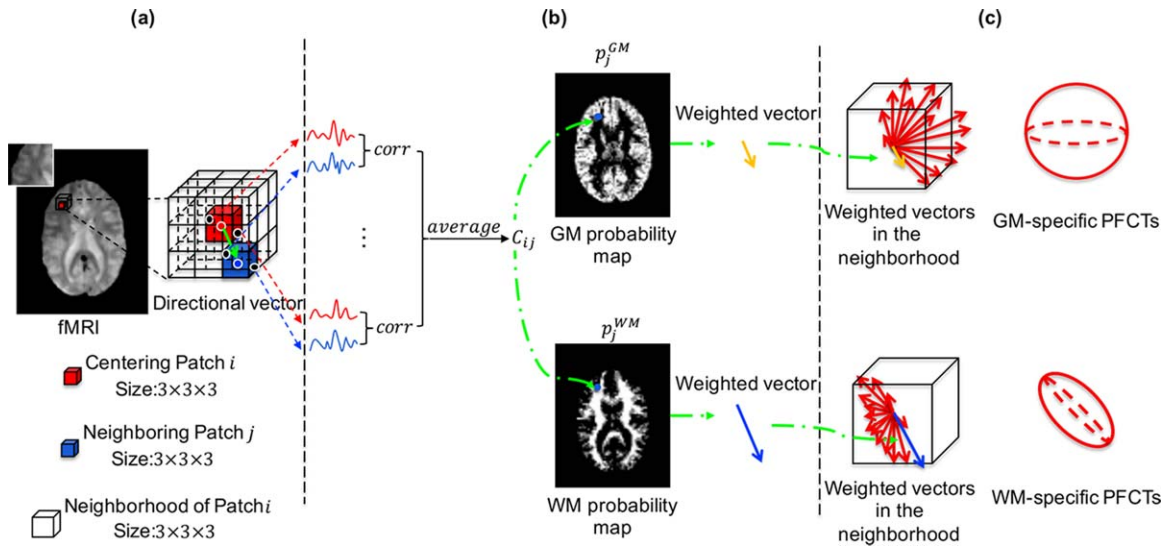 (a)
fMRI
Directional vector
Centering Patch i
Size:3×3×3
Neighboring Patch j
Size:3×3×3
Neighborhood of Patch i
Size:3×3×3
corr
⋮
corr
average
C_{ij}
(b)
p_j^{GM}
GM probability
map
Weighted vector
p_j^{WM}
WM probability
map
Weighted vector
(c)
Weighted vectors
in the
neighborhood
GM-specific PFCTs
Weighted vectors
in the
neighborhood
WM-specific PFCTs